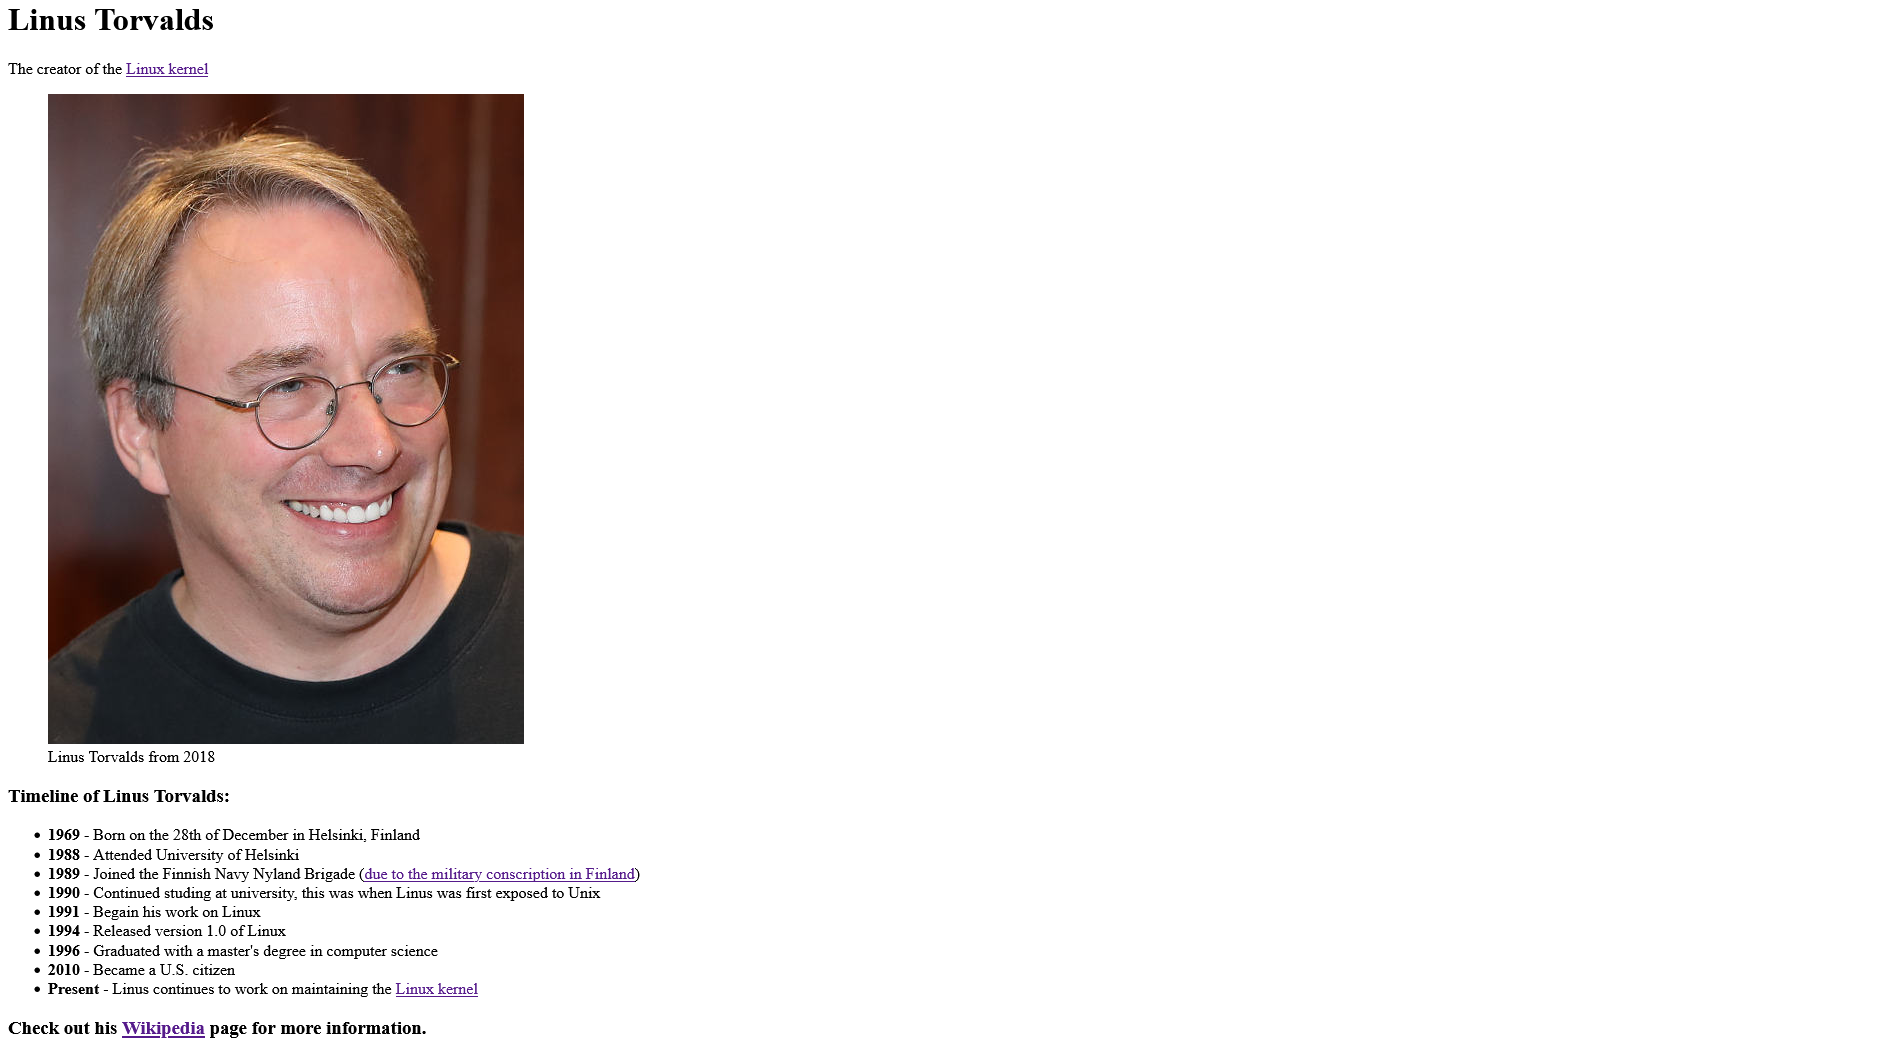 Linus Torvalds
The creator of the Linux kernel
Linus Torvalds from 2018
Timeline of Linus Torvalds:
• 1969 - Born on the 28th of December in Helsinki, Finland
• 1988 - Attended University of Helsinki
• 1989 - Joined the Finnish Navy Nyland Brigade (due to the military conscription in Finland)
• 1990 - Continued studing at university, this was when Linus was first exposed to Unix
• 1991 - Begain his work on Linux
• 1994 - Released version 1.0 of Linux
• 1996 - Graduated with a master's degree in computer science
• 2010 - Became a U.S. citizen
• Present - Linus continues to work on maintaining the Linux kernel
Check out his Wikipedia page for more information.